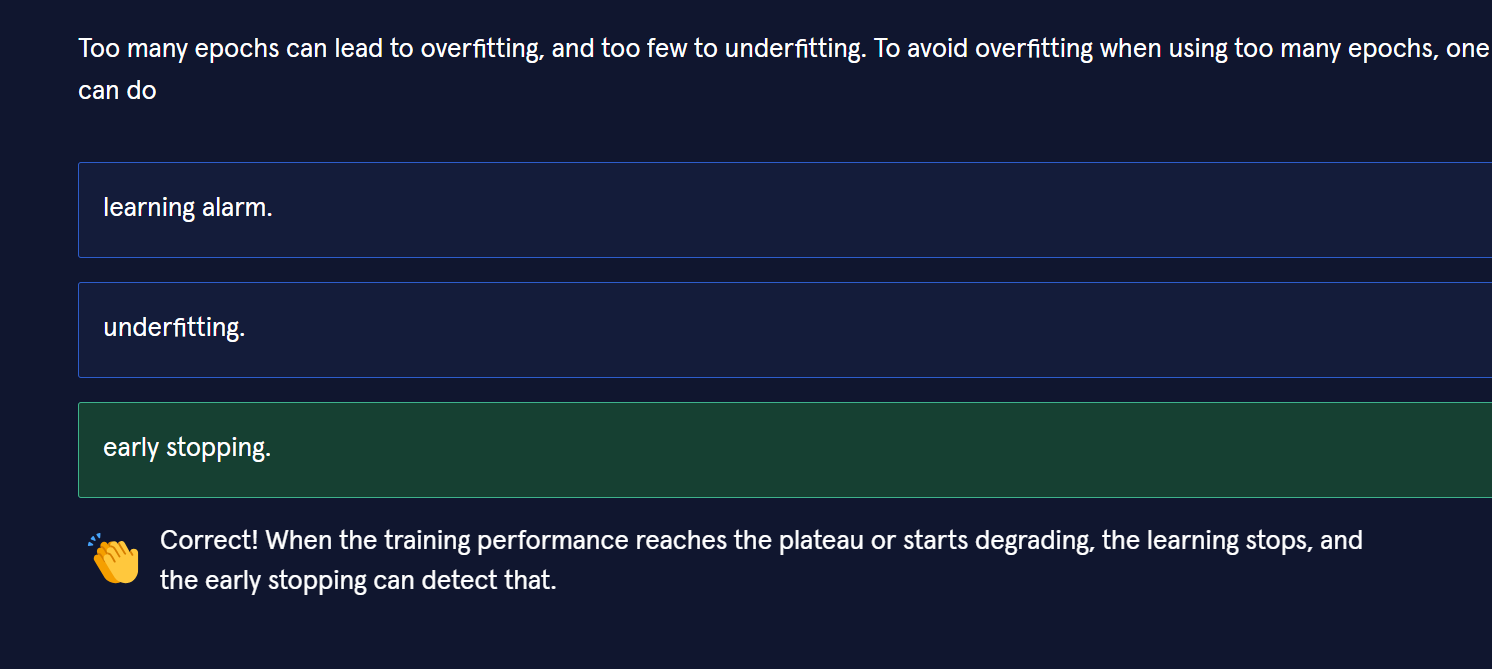 Too many epochs can lead to overfitting, and too few to underfitting. To avoid overfitting when using too many epochs, one
can do
learning alarm.
underfitting.
early stopping.
Correct! When the training performance reaches the plateau or starts degrading, the learning stops, and
the early stopping can detect that.